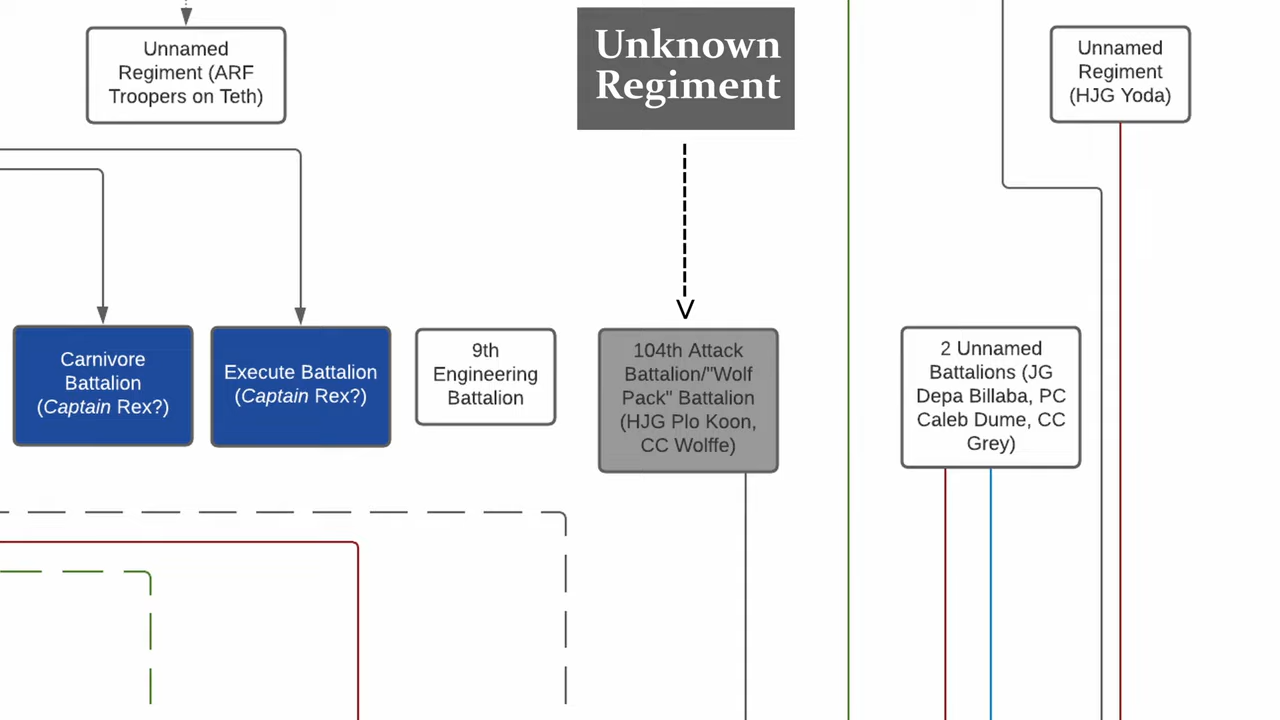 Unnamed
Regiment (ARF
Troopers on Teth)
Unknown
Regiment
Unnamed
Regiment
(HJG Yoda)
Carnivore
Battalion
(Captain Rex?)
Execute Battalion
(Captain Rex?)
9th
Engineering
Battalion
104th Attack
Battalion/"Wolf
Pack" Battalion
(HJG Plo Koon,
CC Wolffe)
2 Unnamed
Battalions (JG
Depa Billaba, PC
Caleb Dume, CC
Grey)